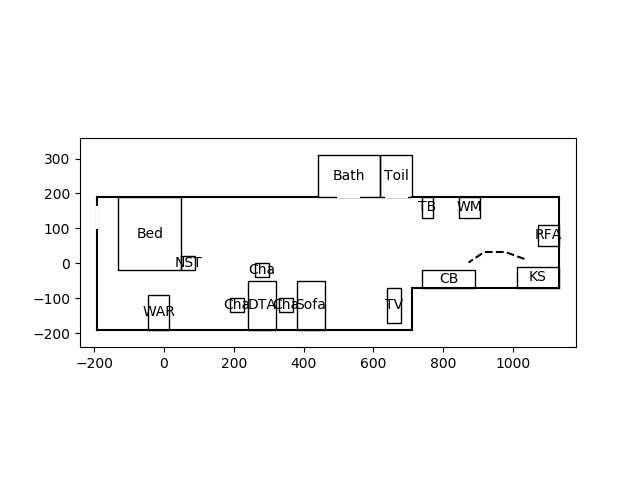 300
200
100
0
−100
−200
Bath Toil
TB WM
Bed
RFA
NST Cha
CB KS
WAR Cha DTA Cha Sofa TV
−200 0 200 400 600 800 1000